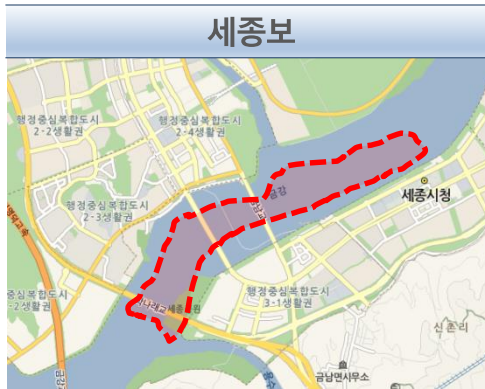 세종보
행정중심복합도시
2-2생활권
행정중심복합도시
2-4생활권
금강
행정중심복합도시
2-3생활권
세종시청
행정중심복합도시
3-1생활권
중심복합도시
-2생활권
신촌리
금남면사무소